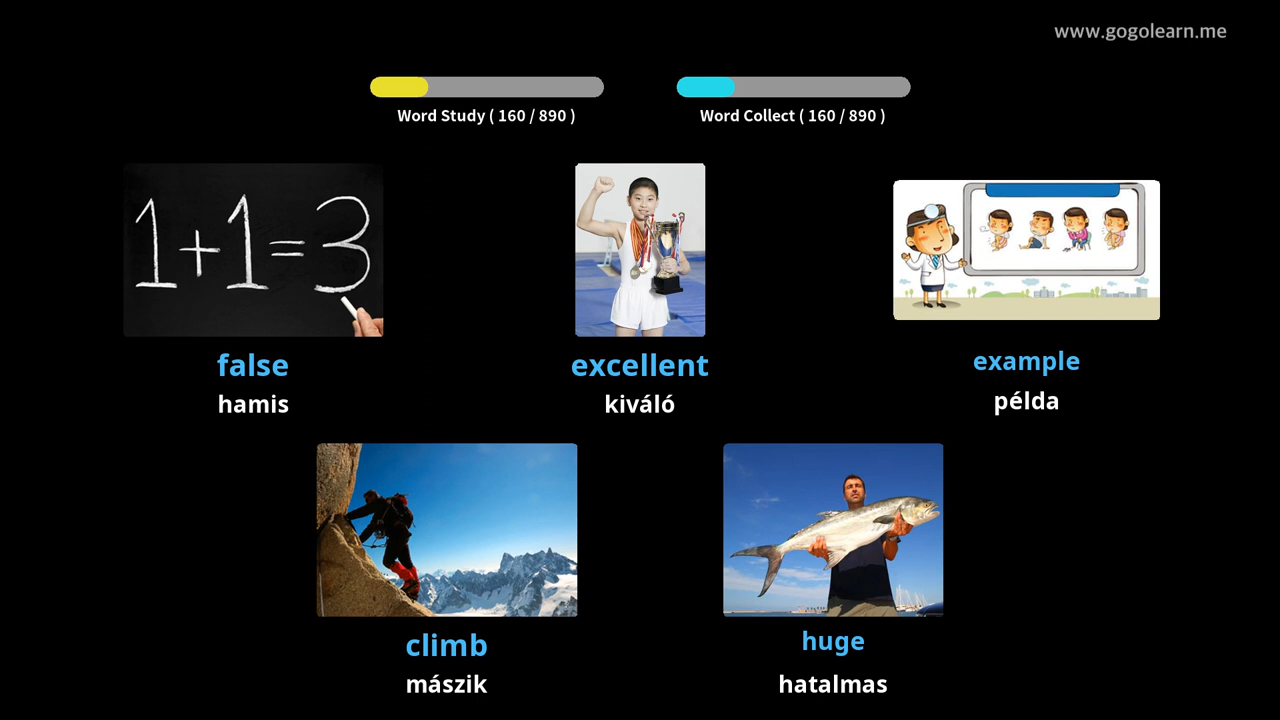 www.gogolearn.me
Word Study ( 160 / 890 )
Word Collect ( 160 / 890 )
1+1=3
false
hamis
excellent
kiváló
example
példa
climb
mászik
huge
hatalmas